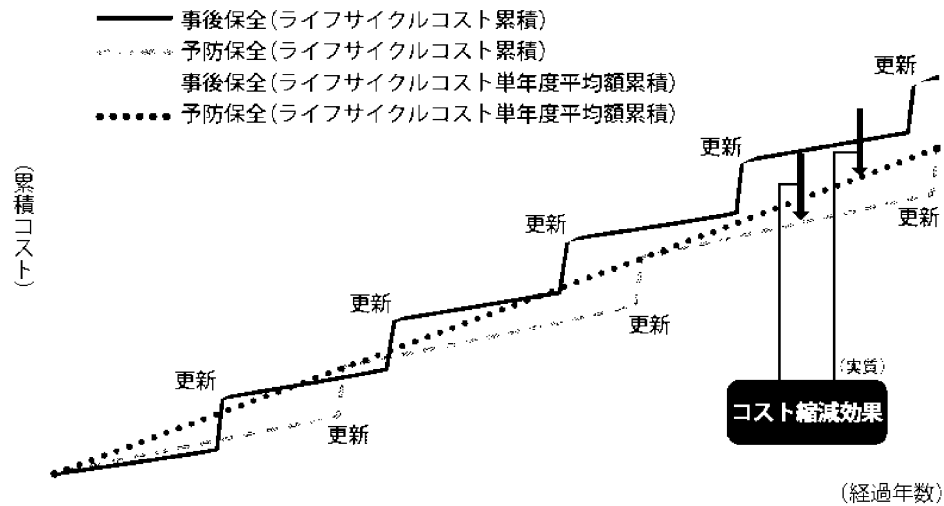 事後保全(ライフサイクルコスト累積)
予防保全(ライフサイクルコスト累積)
事後保全(ライフサイクルコスト単年度平均額累積)
予防保全(ライフサイクルコスト単年度平均額累積)
更新
更新
更新
更新
更新
更新
更新
更新
(累積コスト)
(実質)
コスト縮減効果
(経過年数)